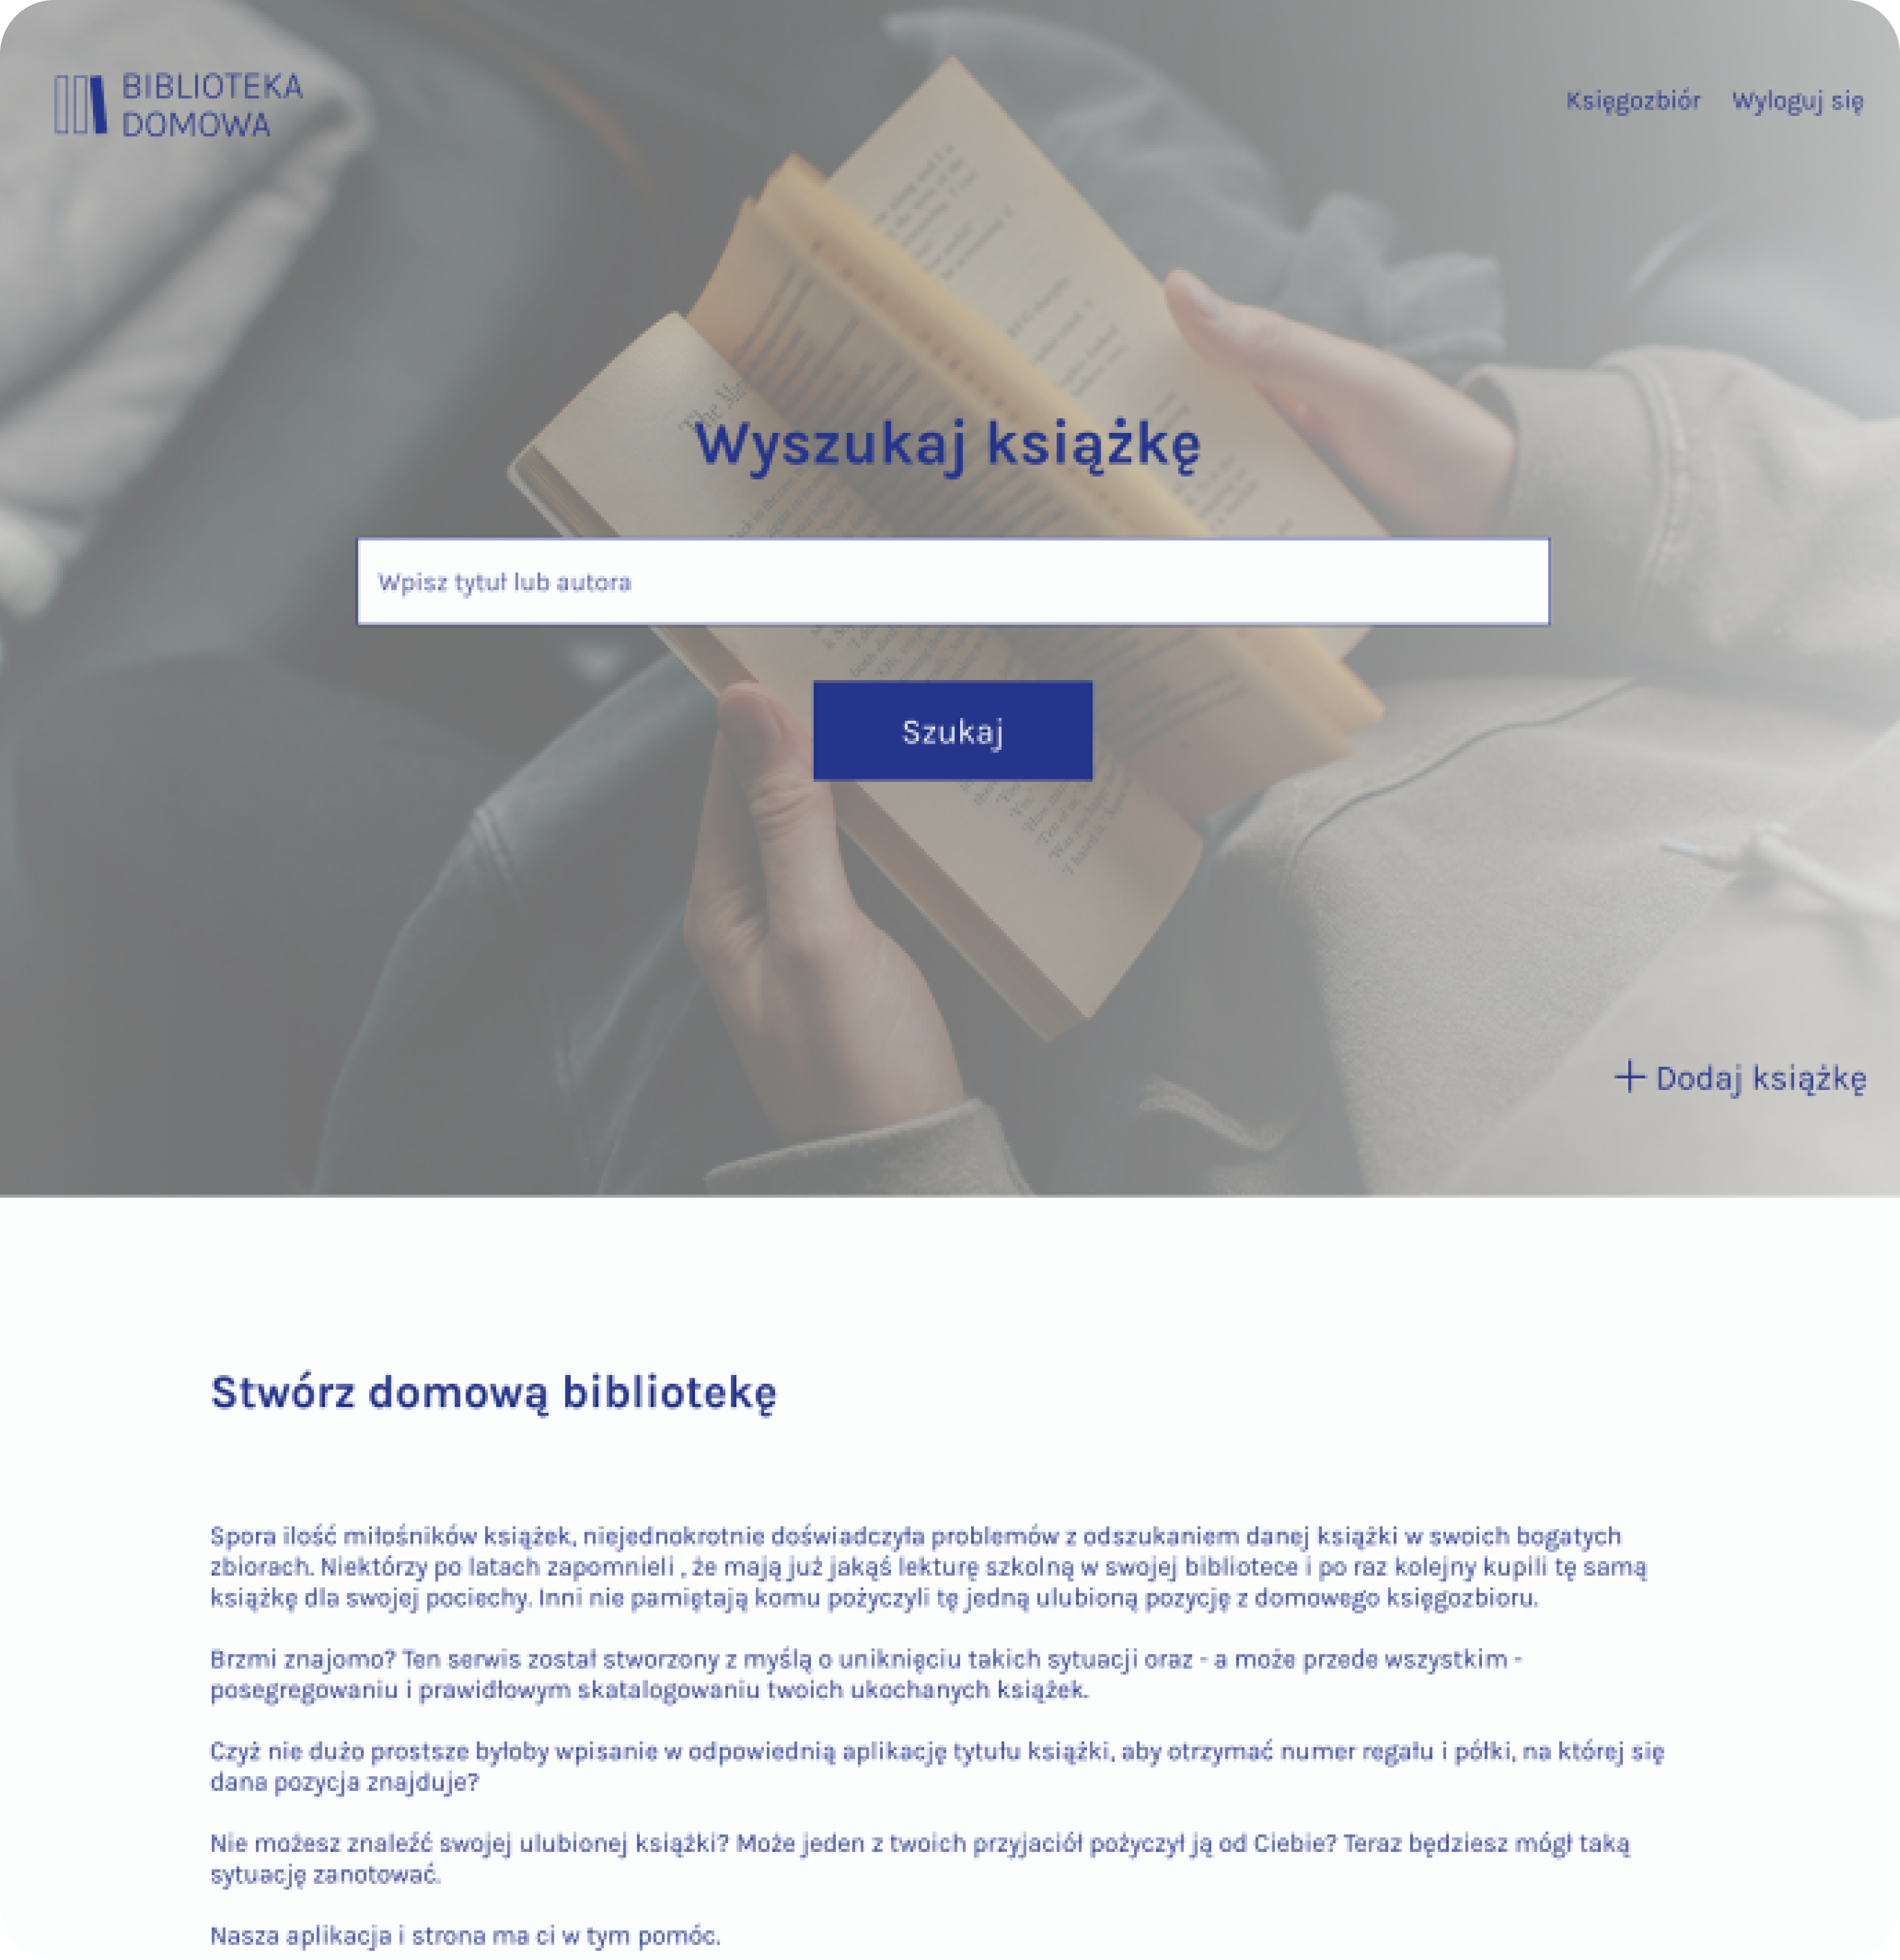 BIBLIOTEKA
DOMOWA
Księgozbiór Wyloguj się
The Ma
Wyszukaj książkę
Wpisz tytuł lub autora
Szukaj
Dodaj książkę
Stwórz domową bibliotekę
Spora ilość miłośników książek, niejednokrotnie doświadczyła problemów z odszukaniem danej książki w swoich bogatych
zbiorach. Niektórzy po latach zapomnieli , że mają już jakąś lekturę szkolną w swojej bibliotece i po raz kolejny kupili tę samą
książkę dla swojej pociechy. Inni nie pamiętają komu pożyczyli tę jedną ulubioną pozycję z domowego księgozbioru.
Brzmi znajomo? Ten serwis został stworzony z myślą o uniknięciu takich sytuacji oraz - a może przede wszystkim -
posegregowaniu i prawidłowym skatalogowaniu twoich ukochanych książek.
Czyż nie dużo prostsze byłoby wpisanie w odpowiednią aplikację tytułu książki, aby otrzymać numer regału i półki, na której się
dana pozycja znajduje?
Nie możesz znaleźć swojej ulubionej książki? Może jeden z twoich przyjaciół pożyczył ją od Ciebie? Teraz będziesz mógł taką
sytuację zanotować.
Nasza aplikacja i strona ma ci w tym pomóc.